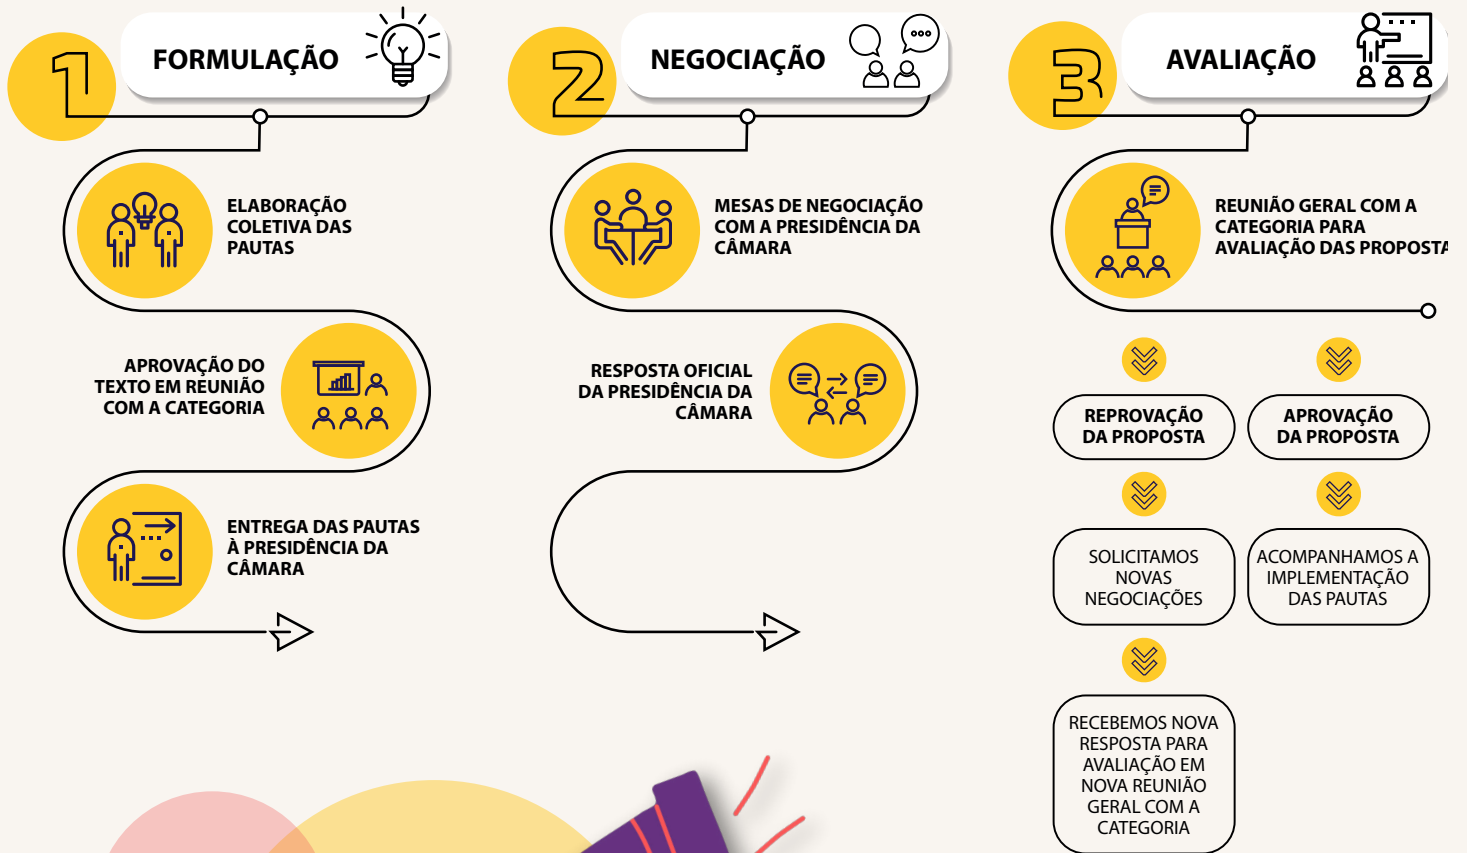 1
FORMULAÇÃO
ELABORAÇÃO
COLETIVA DAS
PAUTAS
APROVAÇÃO DO
TEXTO EM REUNIÃO
COM A CATEGORIA
ENTREGA DAS PAUTAS
À PRESIDÊNCIA DA
CÂMARA
2
NEGOCIAÇÃO
MESAS DE NEGOCIAÇÃO
COM A PRESIDÊNCIA DA
CÂMARA
RESPOSTA OFICIAL
DA PRESIDÊNCIA DA
CÂMARA
3
AVALIAÇÃO
REUNIÃO GERAL COM A
CATEGORIA PARA
AVALIAÇÃO DAS PROPOSTA
REPROVAÇÃO
DA PROPOSTA
SOLICITAMOS
NOVAS
NEGOCIAÇÕES
RECEBEMOS NOVA
RESPOSTA PARA
AVALIAÇÃO EM
NOVA REUNIÃO
GERAL COM A
CATEGORIA
APROVAÇÃO
DA PROPOSTA
ACOMPANHAMOS A
IMPLEMENTAÇÃO
DAS PAUTAS